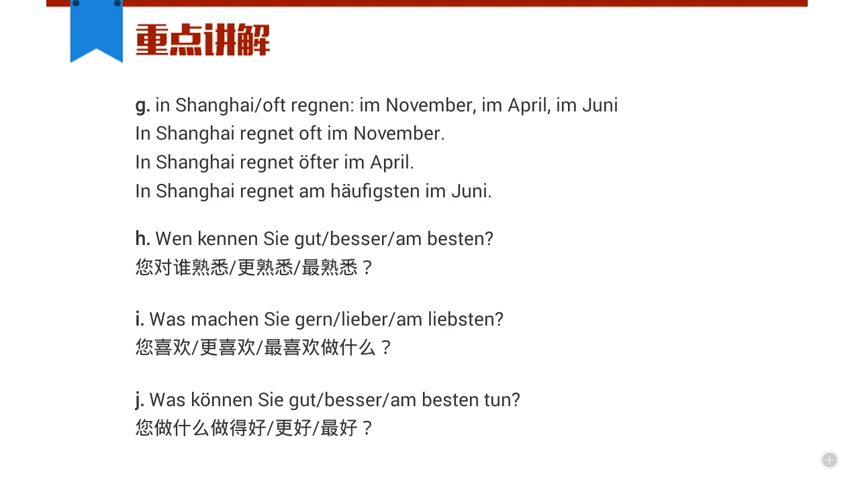 重点讲解
g. in Shanghai/oft regnen: im November, im April, im Juni
In Shanghai regnet oft im November.
In Shanghai regnet öfter im April.
In Shanghai regnet am häufigsten im Juni.
h. Wen kennen Sie gut/besser/am besten?
您对谁熟悉/更熟悉/最熟悉？
i. Was machen Sie gern/lieber/am liebsten?
您喜欢/更喜欢/最喜欢做什么？
j. Was können Sie gut/besser/am besten tun?
您做什么做得好/更好/最好？